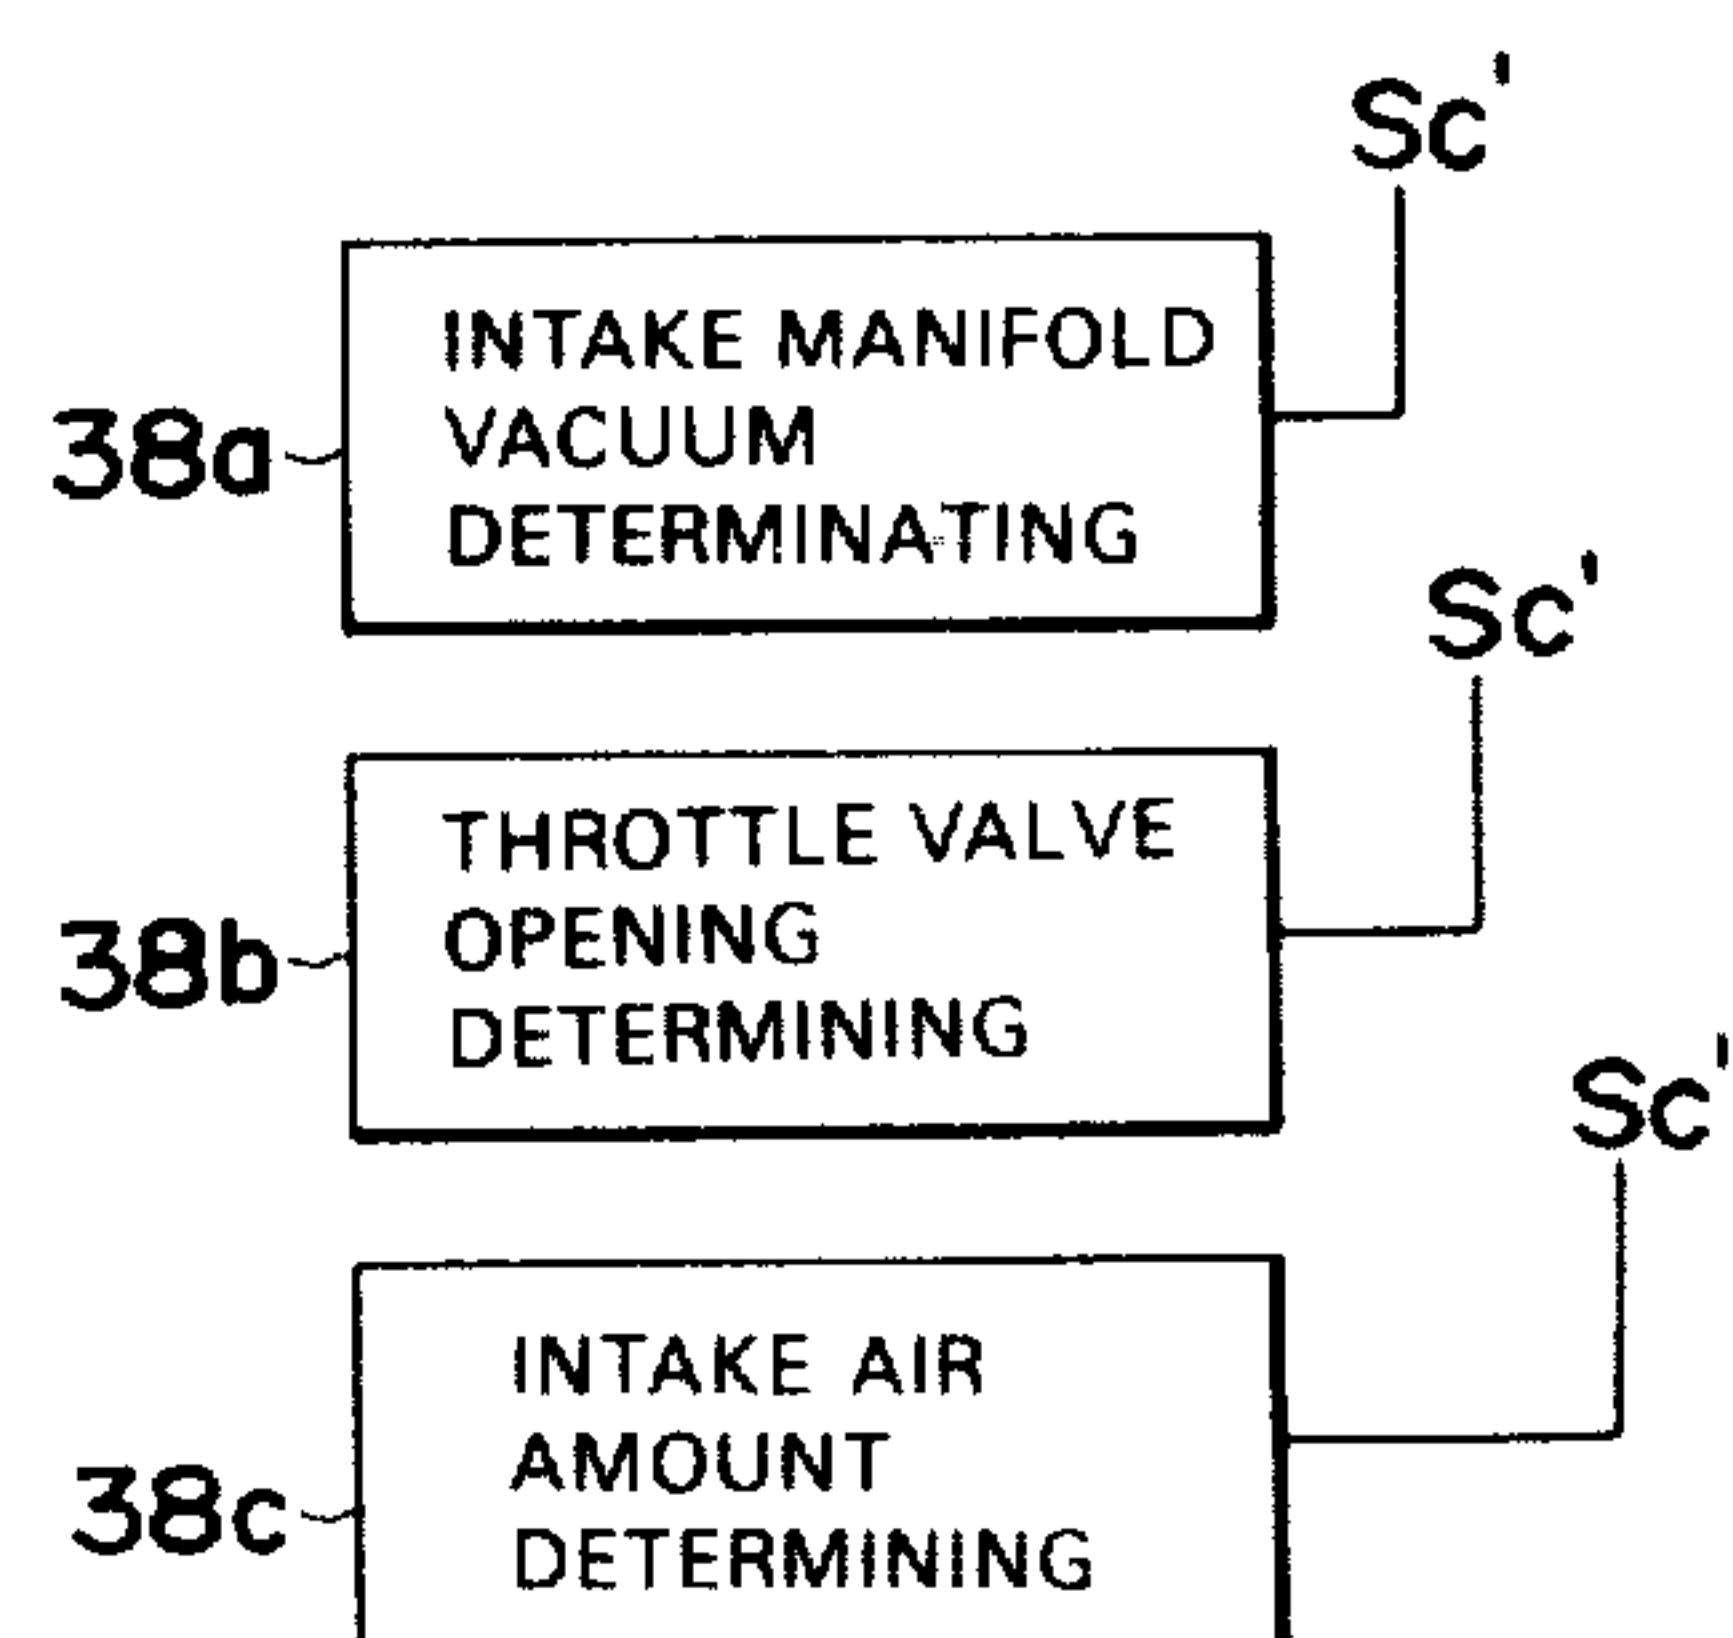 Sc'
INTAKE MANIFOLD
VACUUM
38a
DETERMINATING
Sc'
THROTTLE VALVE
OPENING
38b
DETERMINING
Sc'
INTAKE AIR
AMOUNT
38c
DETERMINING